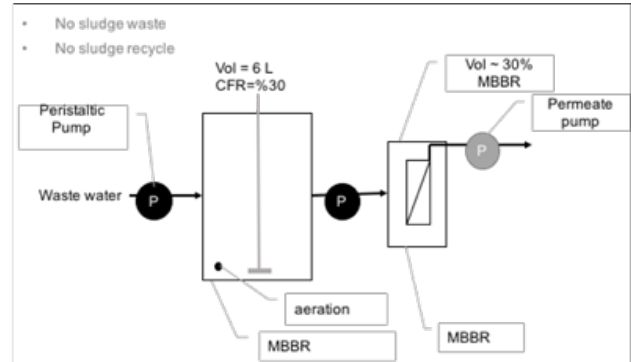 • No sludge waste
• No sludge recycle
Vol = 6 L
CFR=%30
Vol ~ 30%
MBBR
Peristaltic
Pump
Permeate
pump
P
Waste water
P
P
aeration
MBBR
MBBR